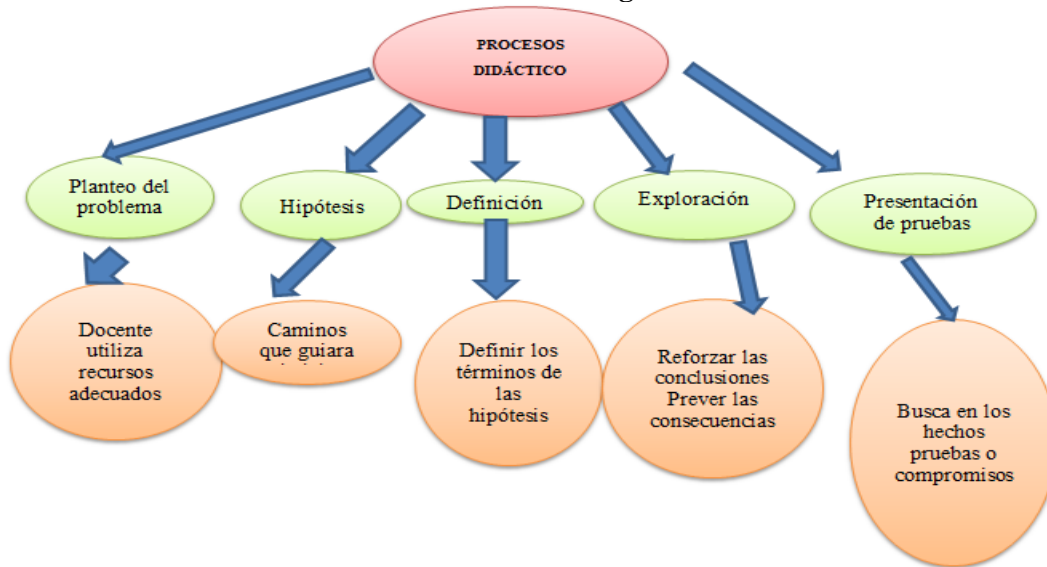 PROCESOS
DIDÁCTICO
Planteo del
problema
Hipótesis
Definición
Exploración
Presentación
de pruebas
Docente
utiliza
recursos
adecuados
Caminos
que guiara
Definir los
términos de
las
hipótesis
Reforzar las
conclusiones
Prever las
consecuencias
Busca en los
hechos
pruebas o
compromisos